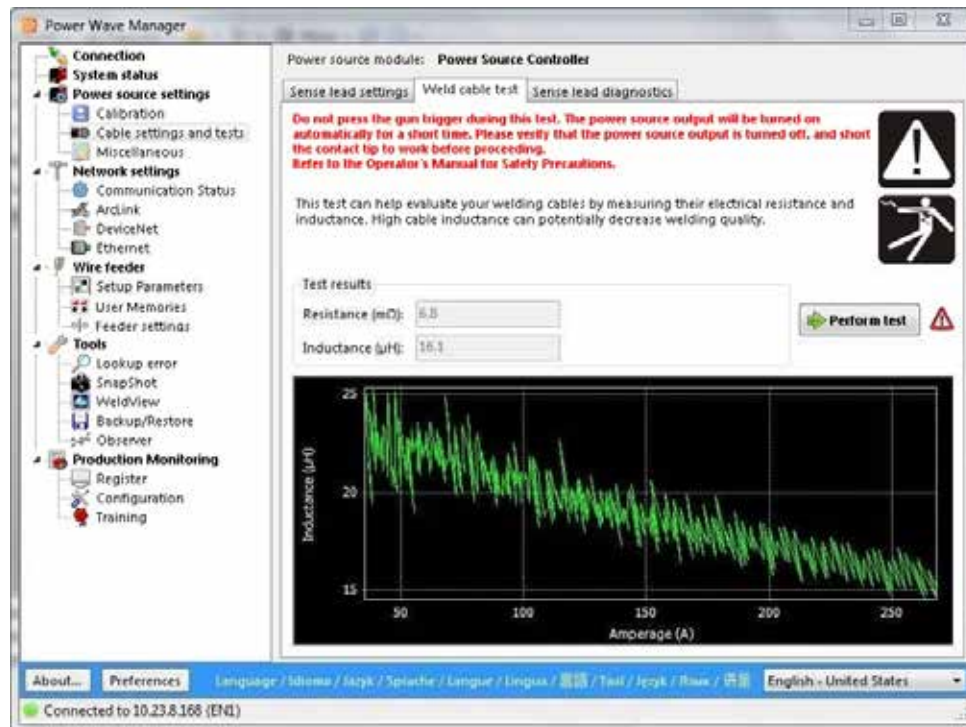 Power Wave Manager
Connection
System status
Power source settings
Calibration
Cable settings and tests
Miscellaneous
Network settings
Communication Status
ArcLink
DeviceNet
Ethernet
Wire feeder
Setup Parameters
User Memories
Feeder settings
Tools
Lookup error
SnapShot
WeldView
Backup/Restore
Observer
Production Monitoring
Register
Configuration
Training
Power source module: Power Source Controller
Sense lead settings Weld cable test Sense lead diagnostics
Do not press the gun trigger during this test. The power source output will be turned on
automatically for a short time. Please verify that the power source output is turned off, and short
the contact tip to work before proceeding.
Refer to the Operator's Manual for Safety Precautions.
This test can help evaluate your welding cables by measuring their electrical resistance and
inductance. High cable inductance can potentially decrease welding quality.
Test results
Resistance (mΩ): 6.8
Inductance (µH): 16.1
Perform test
25
20
15
Inductance (µH)
50 100 150 200 250
Amperage (A)
About... Preferences Language / Idioma / Język / Sprache / Langue / Lingua / / Taal / / / English - United States
Connected to 10.23.8.168 (EN1)